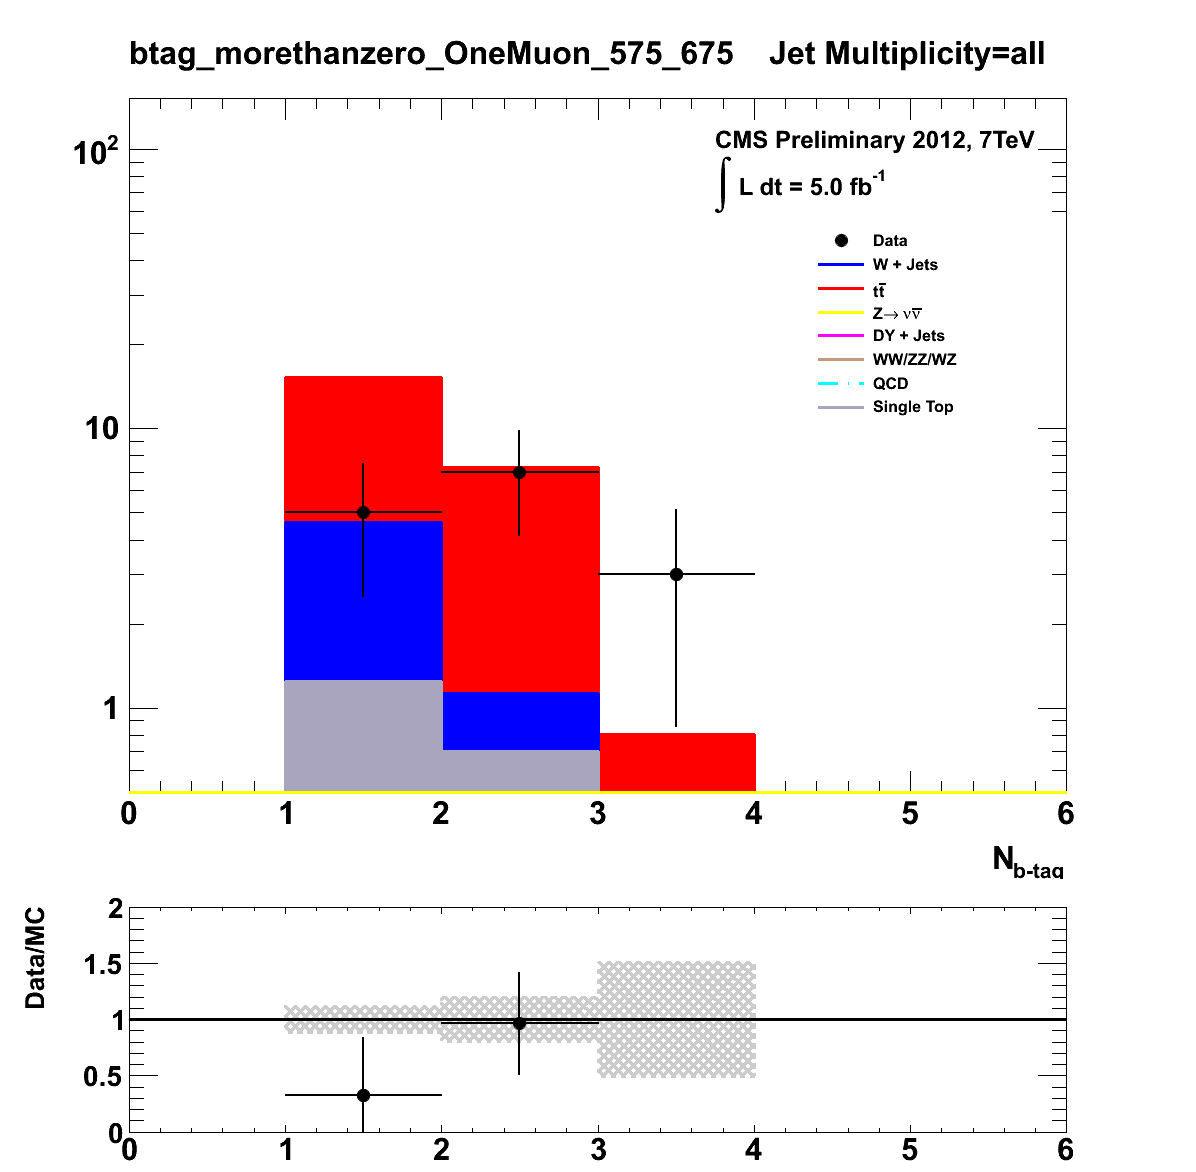 btag_morethanzero_OneMuon_575_675 Jet Multiplicity=all
CMS Preliminary 2012, 7TeV
∫ L dt = 5.0 fb⁻¹
Data
W + Jets
tt̅
Z→ νν̅
DY + Jets
WW/ZZ/WZ
QCD
Single Top
10²
10
1
0 1 2 3 4 5 6
N_b-tag
Data/MC
2
1.5
1
0.5
0
0 1 2 3 4 5 6